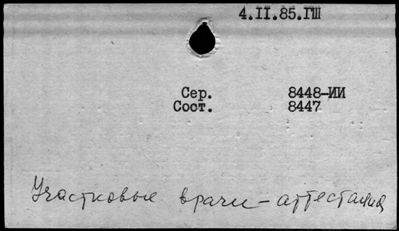 4.II.85.ГШ
Сер. 8448-ИИ
Сост. 8447
Участковые врачи - аттестация